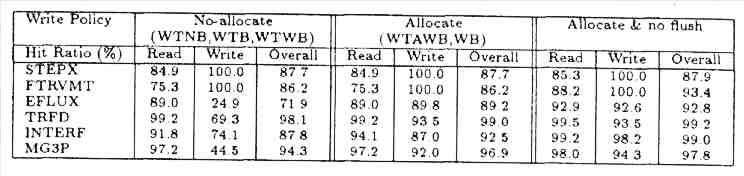 Write Policy No-allocate Allocate Allocate & no flush
(WTNB,WTB,WTWB) (WTAWB,WB)
Hit Ratio (%) Read Write Overall Read Write Overall Read Write Overall
STEPX 84.9 100.0 87.7 84.9 100.0 87.7 85.3 100.0 87.9
FTRVMT 75.3 100.0 86.2 75.3 100.0 86.2 88.2 100.0 93.4
EFLUX 89.0 24.9 71.9 89.0 89.8 89.2 92.9 92.6 92.8
TRFD 99.2 69.3 98.1 99.2 93.5 99.0 99.5 93.5 99.2
INTERF 91.8 74.1 87.8 94.1 87.0 92.5 99.2 98.2 99.0
MG3P 97.2 44.5 94.3 97.2 92.0 96.9 98.0 94.3 97.8